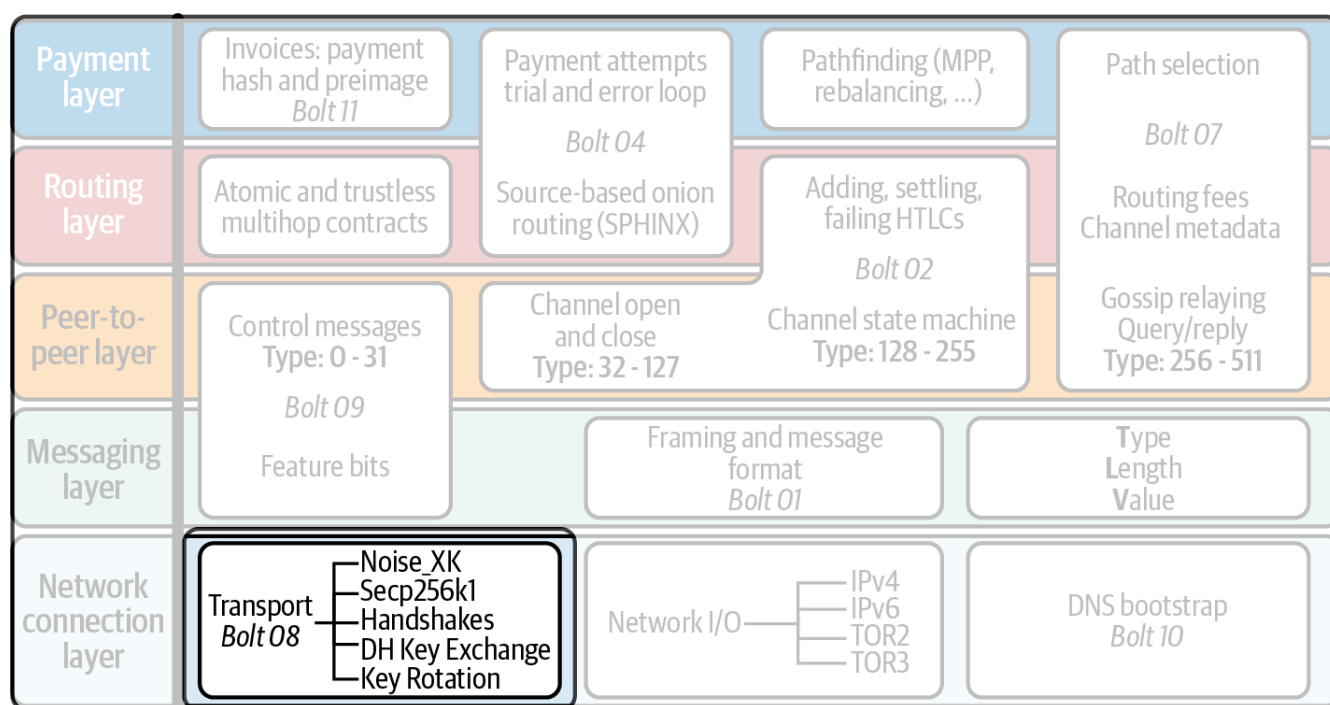 Payment
layer
Invoices: payment
hash and preimage
Bolt 11
Payment attempts
trial and error loop
Bolt 04
Source-based onion
routing (SPHINX)
Pathfinding (MPP,
rebalancing, ...)
Path selection
Bolt 07
Routing fees
Channel metadata
Gossip relaying
Query/reply
Type: 256 - 511
Routing
layer
Atomic and trustless
multihop contracts
Adding, settling,
failing HTLCs
Bolt 02
Channel state machine
Type: 128 - 255
Peer-to-
peer layer
Control messages
Type: 0 - 31
Bolt 09
Feature bits
Channel open
and close
Type: 32 - 127
Messaging
layer
Framing and message
format
Bolt 01
Type
Length
Value
Network
connection
layer
Transport
Bolt 08
Noise_XK
Secp256k1
Handshakes
DH Key Exchange
Key Rotation
Network I/O
IPv4
IPv6
TOR2
TOR3
DNS bootstrap
Bolt 10